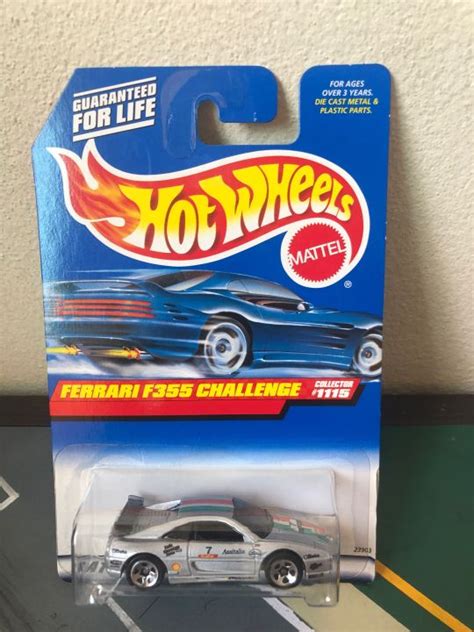 GUARANTEED
FOR LIFE
FOR AGES
OVER 3 YEARS.
DIE CAST METAL &
PLASTIC PARTS.
HOT WHEELS
MATTEL
®
FERRARI F355 CHALLENGE
COLLECTOR
#1115
7
23903